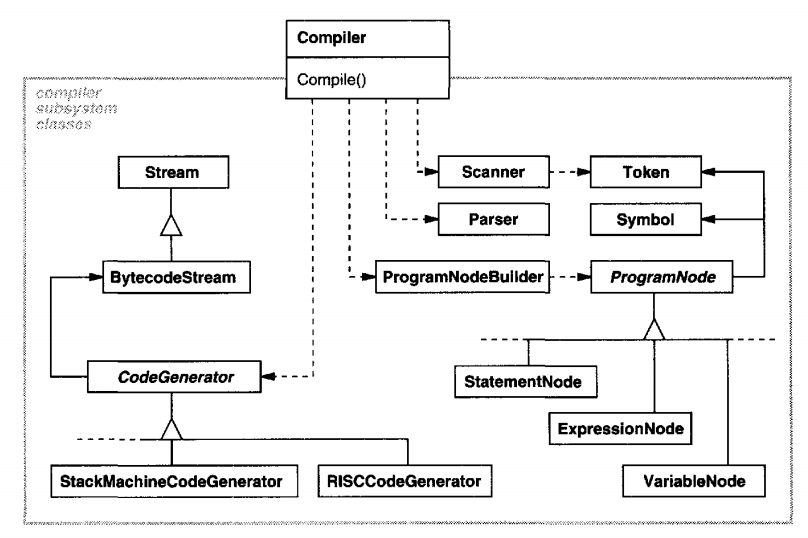 Compiler
Compile()
compiler
subsystem
classes
Stream
Scanner
Token
Parser
Symbol
BytecodeStream
ProgramNodeBuilder
ProgramNode
CodeGenerator
StatementNode
ExpressionNode
StackMachineCodeGenerator
RISCCodeGenerator
VariableNode